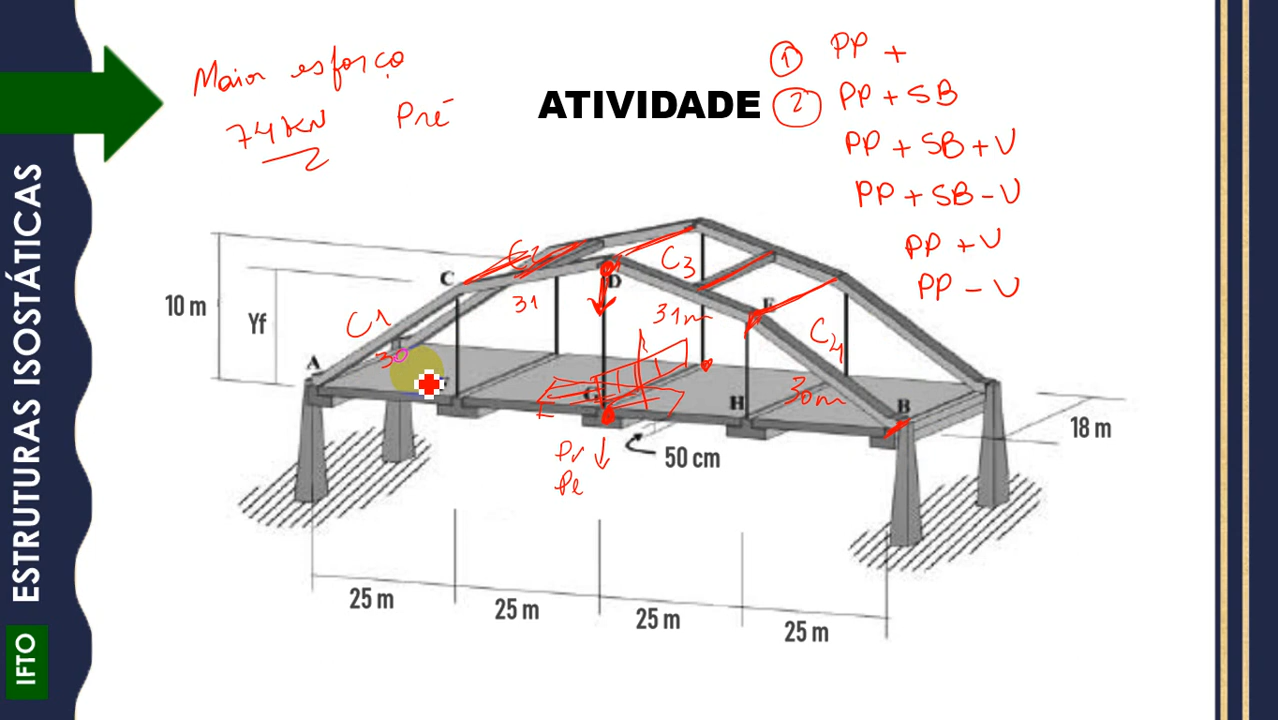 Maior esforço
74KN Pré
① PP +
② PP + SB
PP + SB + V
PP + SB - V
PP + V
PP - V
ATIVIDADE
ESTRUTURAS ISOSTÁTICAS
IFTO
10 m
Yf
A
C
D
E
B
G
H
C1
C2
C3
C4
30
31
31m
30m
18 m
50 cm
Pr
Pe
25 m
25 m
25 m
25 m